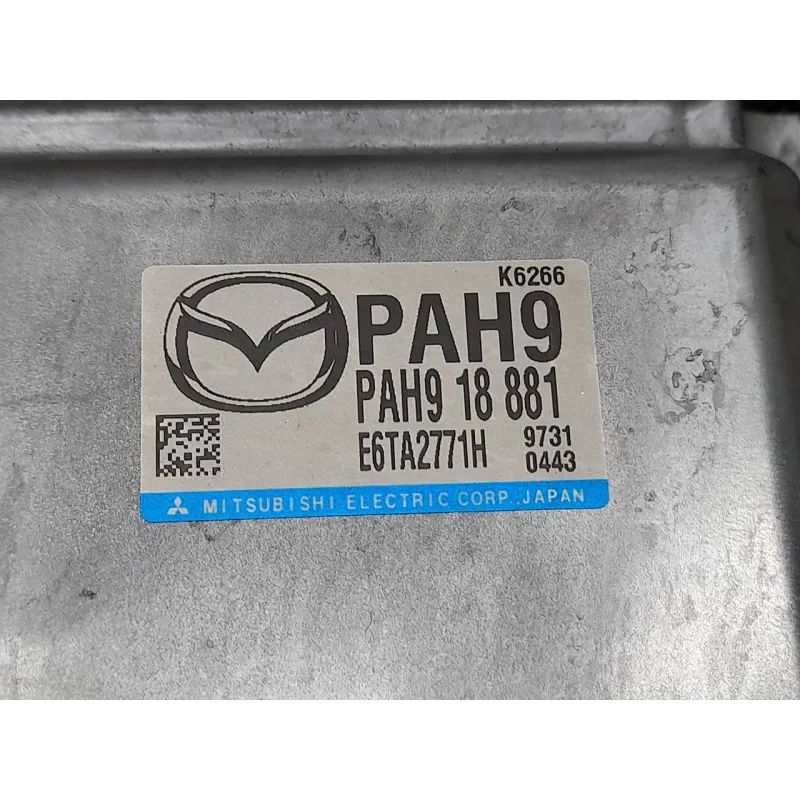 K6266
PAH9
PAH9 18 881
E6TA2771H 9731
0443
MITSUBISHI ELECTRIC CORP., JAPAN